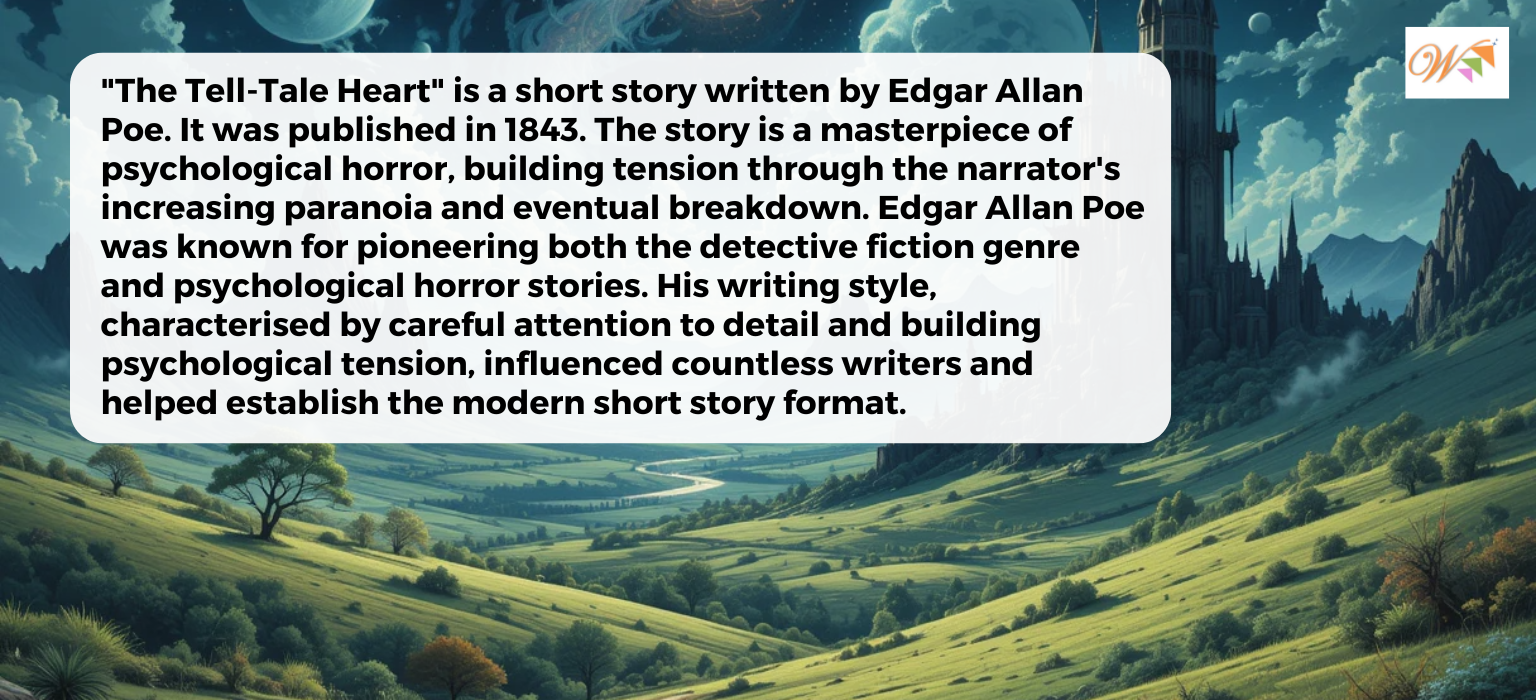 "The Tell-Tale Heart" is a short story written by Edgar Allan
Poe. It was published in 1843. The story is a masterpiece of
psychological horror, building tension through the narrator's
increasing paranoia and eventual breakdown. Edgar Allan Poe
was known for pioneering both the detective fiction genre
and psychological horror stories. His writing style,
characterised by careful attention to detail and building
psychological tension, influenced countless writers and
helped establish the modern short story format.
W